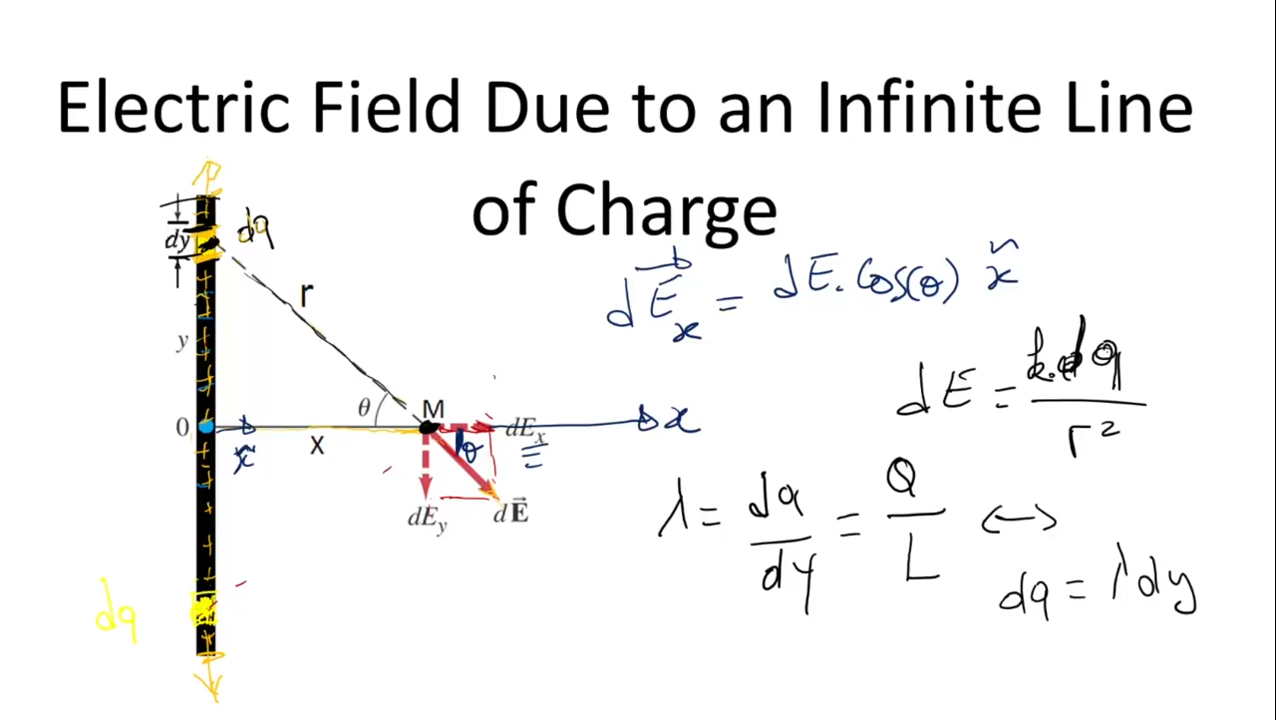 Electric Field Due to an Infinite Line
of Charge
dq
dy
r
dE⃗x = dE. Cos(θ) x̂
y
dE = k.dq / r²
θ M
0 x̂ X dEx x
θ E
dEy dE⃗
λ = dq / dy = Q / L ↔
dq = λdy
dq